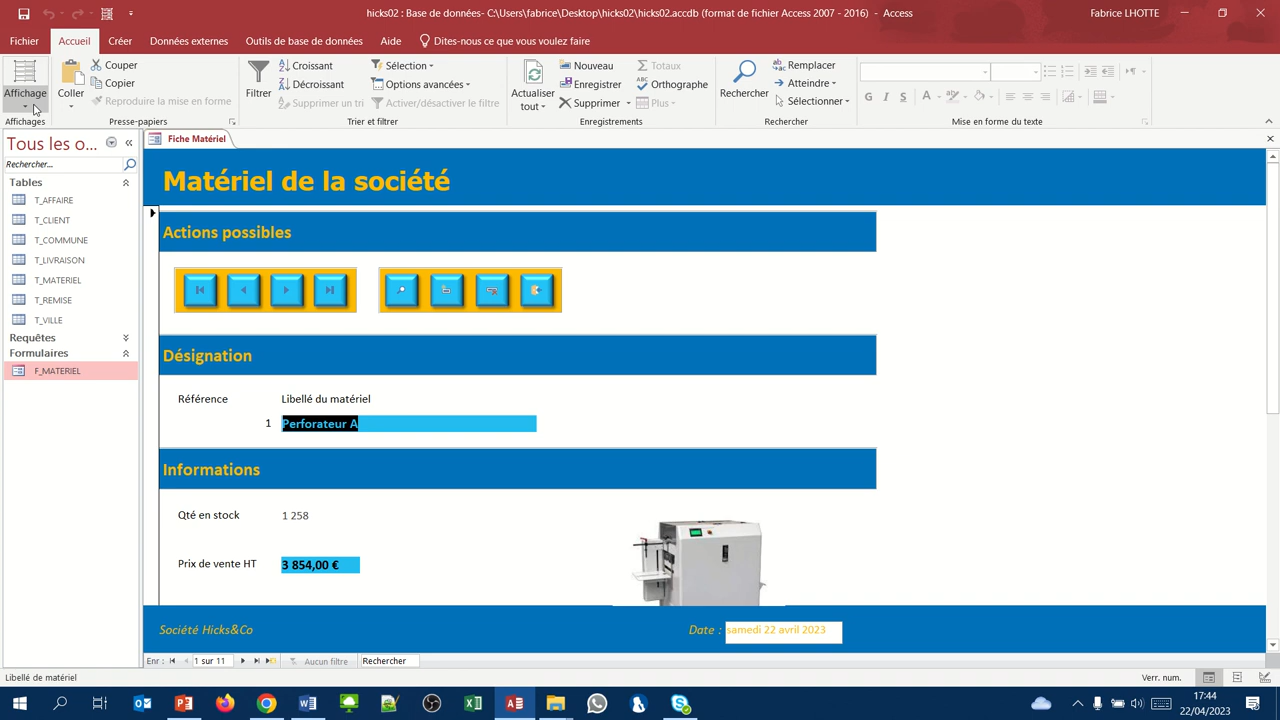 hicks02 : Base de données- C:\Users\fabrice\Desktop\hicks02\hicks02.accdb (format de fichier Access 2007 - 2016) - Access
Fabrice LHOTTE
Fichier Accueil Créer Données externes Outils de base de données Aide Dites-nous ce que vous voulez faire
Affichage
Coller
Couper
Copier
Reproduire la mise en forme
Filtrer
Croissant
Décroissant
Supprimer un tri
Sélection
Options avancées
Activer/désactiver le filtre
Actualiser
tout
Nouveau
Enregistrer
Supprimer
Totaux
Orthographe
Plus
Rechercher
Remplacer
Atteindre
Sélectionner
G I S A
Affichages Presse-papiers Trier et filtrer Enregistrements Rechercher Mise en forme du texte
Tous les o...
Rechercher...
Tables
T_AFFAIRE
T_CLIENT
T_COMMUNE
T_LIVRAISON
T_MATERIEL
T_REMISE
T_VILLE
Requêtes
Formulaires
F_MATERIEL
Fiche Matériel
Matériel de la société
Actions possibles
Désignation
Référence Libellé du matériel
1 Perforateur A
Informations
Qté en stock 1 258
Prix de vente HT 3 854,00 €
Société Hicks&Co Date : samedi 22 avril 2023
Enr : 1 sur 11 Aucun filtre Rechercher
Libellé de matériel Verr. num.
17:44
22/04/2023